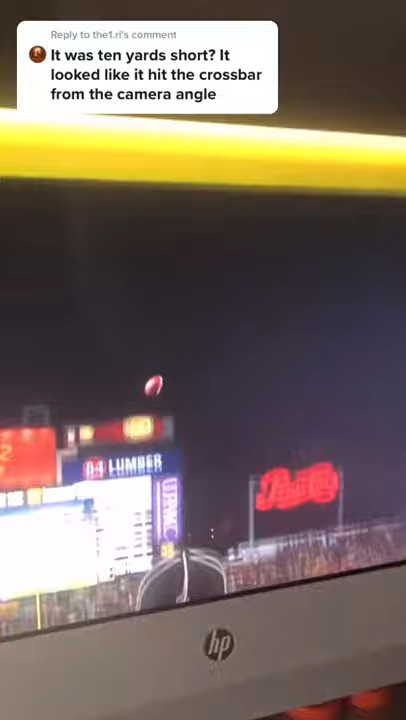 Reply to the1.rl's comment
It was ten yards short? It
looked like it hit the crossbar
from the camera angle
84 LUMBER
UPMC
Pepsi-Cola
hp